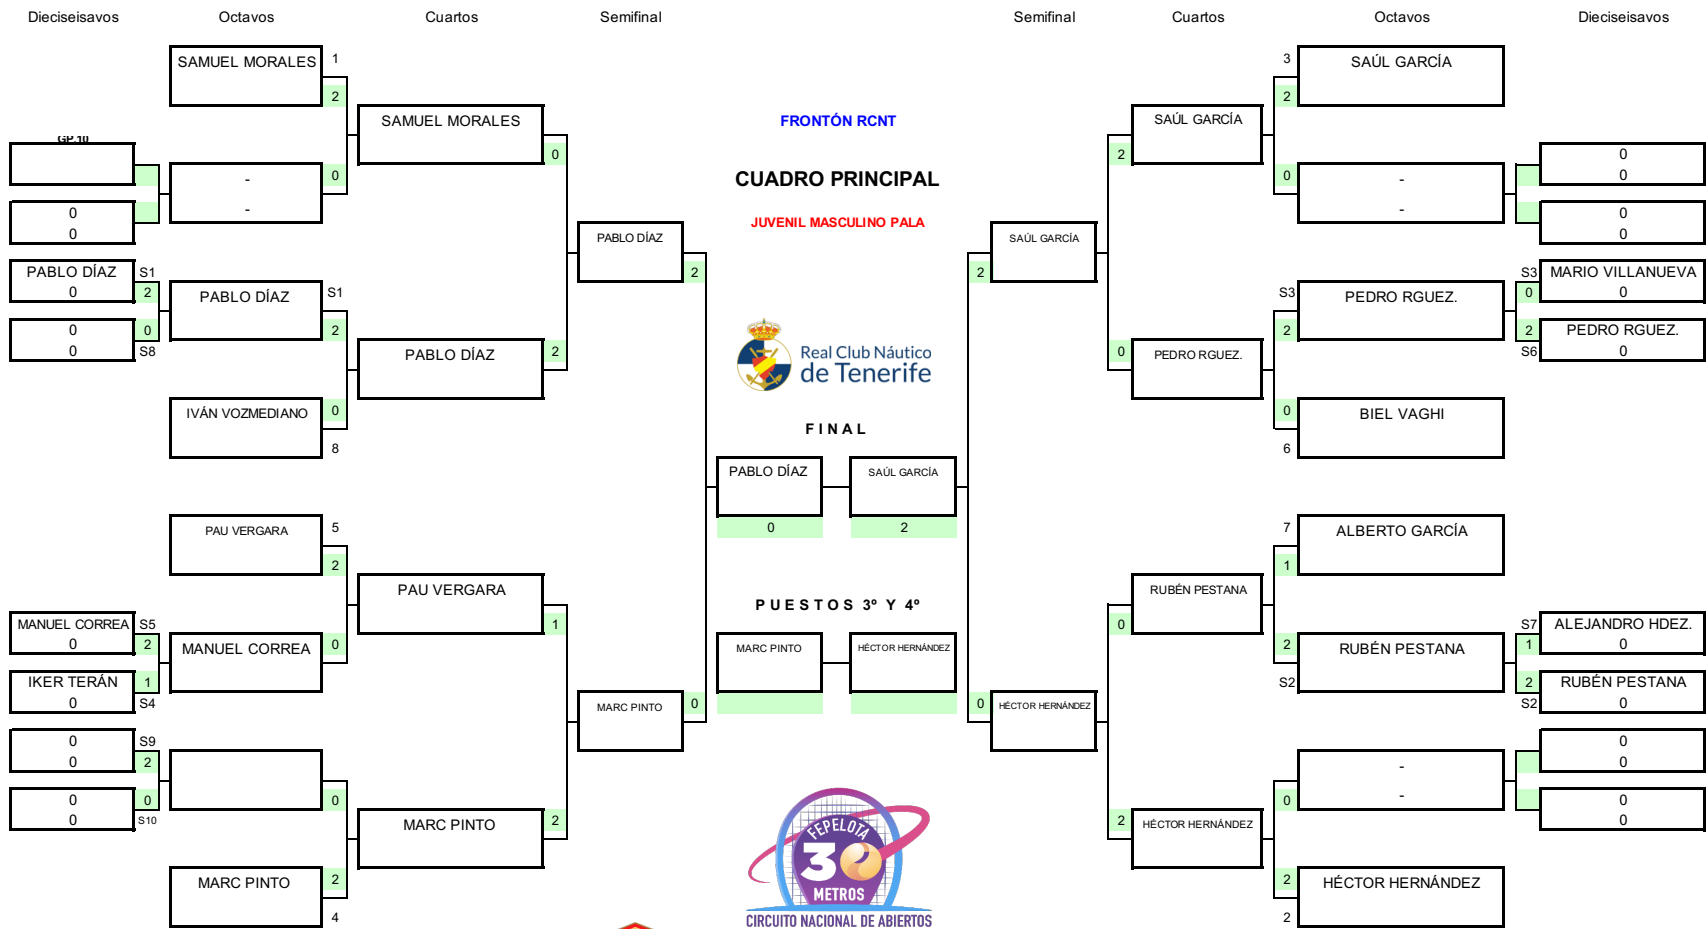 Dieciseisavos Octavos Cuartos Semifinal Semifinal Cuartos Octavos Dieciseisavos
SAMUEL MORALES 1
2
3 SAÚL GARCÍA
2
SAMUEL MORALES
0
FRONTÓN RCNT
SAÚL GARCÍA
2
GP.10
0
0
-
-
0
CUADRO PRINCIPAL
0
-
-
0
0
0
0
JUVENIL MASCULINO PALA
PABLO DÍAZ
2
SAÚL GARCÍA
2
PABLO DÍAZ S1
0 2
0 0
0 S8
PABLO DÍAZ S1
2
S3 PEDRO RGUEZ.
2
S3 MARIO VILLANUEVA
0 0
2 PEDRO RGUEZ.
S6 0
PABLO DÍAZ
2
Real Club Náutico
de Tenerife
PEDRO RGUEZ.
0
IVÁN VOZMEDIANO 0
8
FINAL
0 BIEL VAGHI
6
PABLO DÍAZ SAÚL GARCÍA
0 2
PAU VERGARA 5
2
7 ALBERTO GARCÍA
1
PAU VERGARA
1
PUESTOS 3º Y 4º
RUBÉN PESTANA
0
MANUEL CORREA S5
0 2
IKER TERÁN 1
0 S4
MANUEL CORREA 0
MARC PINTO HÉCTOR HERNÁNDEZ
2 RUBÉN PESTANA
S2
S7 ALEJANDRO HDEZ.
1 0
2 RUBÉN PESTANA
S2 0
MARC PINTO 0
0 HÉCTOR HERNÁNDEZ
0 S9
0 2
0 0
0 S10
0
-
-
0
0
0
0
0
MARC PINTO 2
FEPELOTA
30
METROS
CIRCUITO NACIONAL DE ABIERTOS
2 HÉCTOR HERNÁNDEZ
MARC PINTO 2
4
2 HÉCTOR HERNÁNDEZ
2